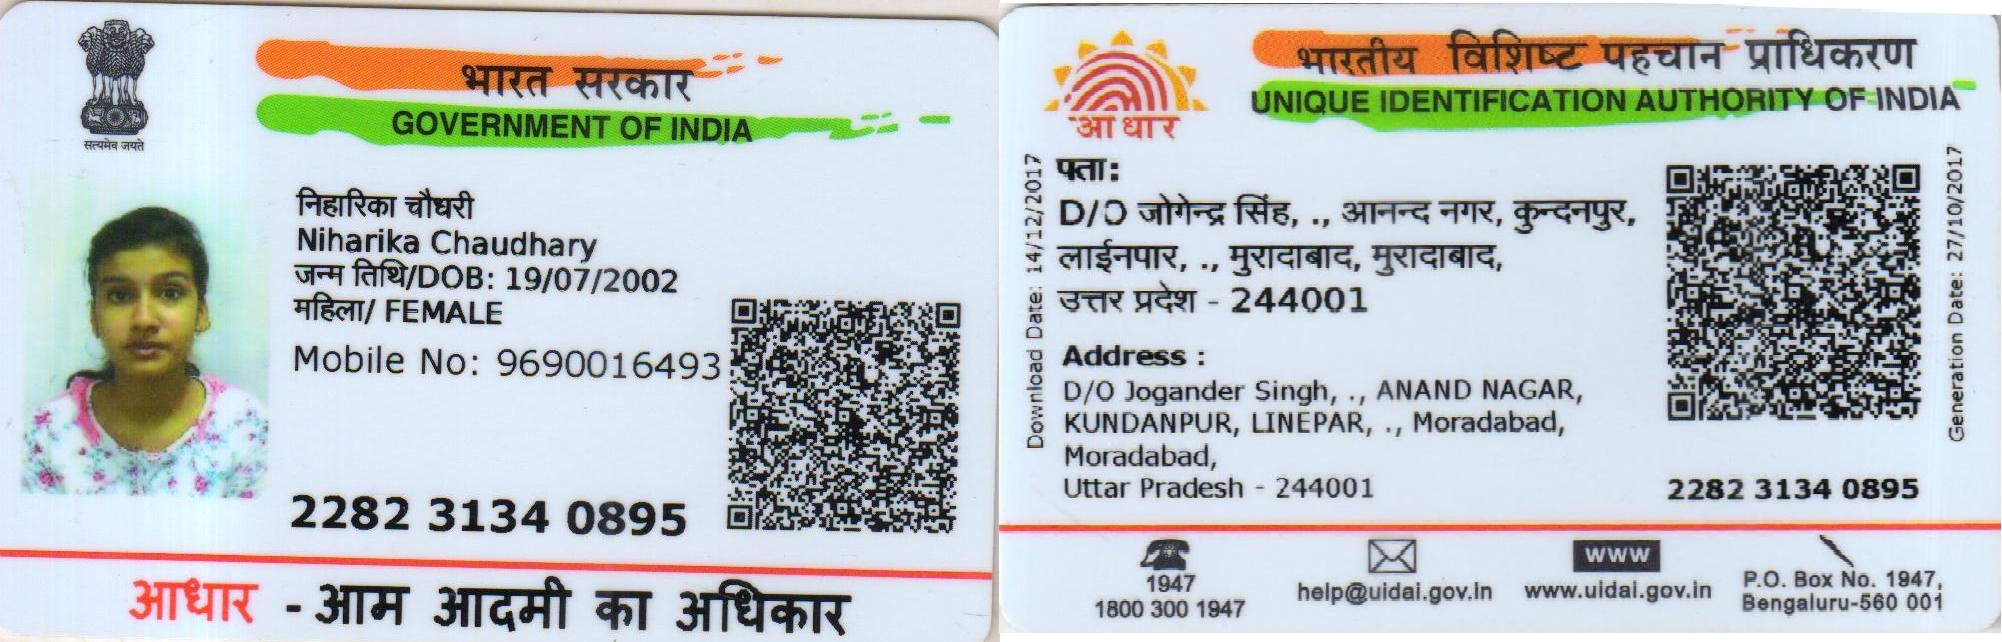 भारत सरकार
GOVERNMENT OF INDIA
सत्यमेव जयते
निहारिका चौधरी
Niharika Chaudhary
जन्म तिथि/DOB: 19/07/2002
महिला/ FEMALE
Mobile No: 9690016493
2282 3134 0895
आधार - आम आदमी का अधिकार
भारतीय विशिष्ट पहचान प्राधिकरण
UNIQUE IDENTIFICATION AUTHORITY OF INDIA
आधार
Download Date: 14/12/2017
पता:
D/O जोगेन्द्र सिंह, ., आनन्द नगर, कुन्दनपुर,
लाईनपार, ., मुरादाबाद, मुरादाबाद,
उत्तर प्रदेश - 244001
Address :
D/O Jogander Singh, ., ANAND NAGAR,
KUNDANPUR, LINEPAR, ., Moradabad,
Moradabad,
Uttar Pradesh - 244001
Generation Date: 27/10/2017
2282 3134 0895
1947
1800 300 1947
help@uidai.gov.in
www
www.uidai.gov.in
P.O. Box No. 1947,
Bengaluru-560 001